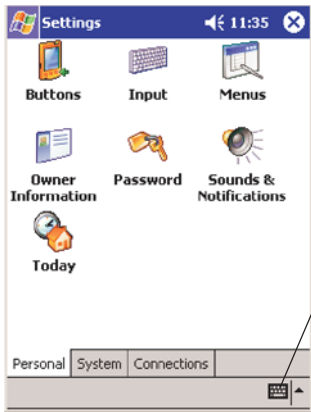 Settings 11:35
Buttons Input Menus
Owner Information Password Sounds & Notifications
Today
Personal System Connections